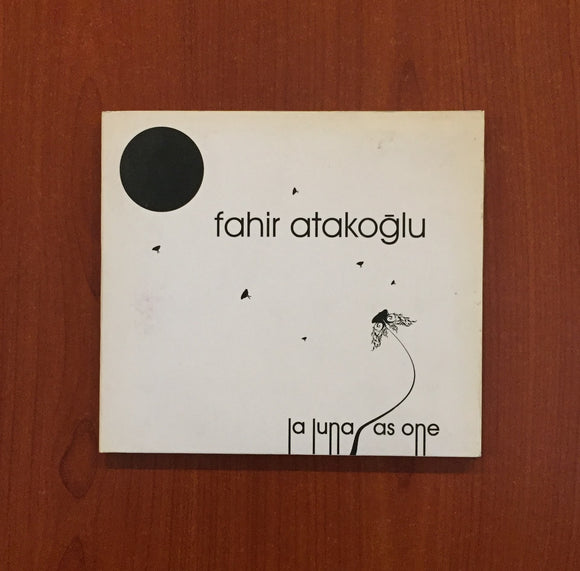 fahir atakoğlu
la luna as one